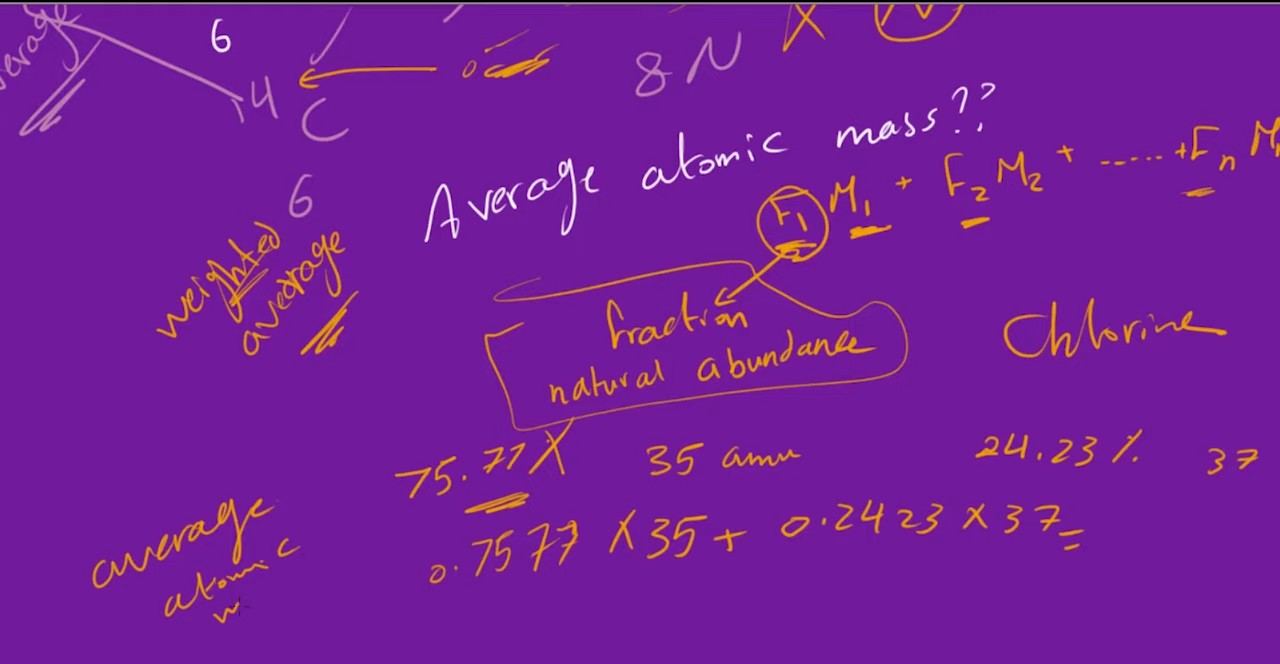 6
14 C
6
8 N
Average atomic mass??
F1 M1 + F2 M2 + ...... + Fn M
weighted
average
fraction
natural abundance
Chlorine
75.77% 35 amu 24.23% 37
0.7577 X 35 + 0.2423 X 37 =
average
atomic